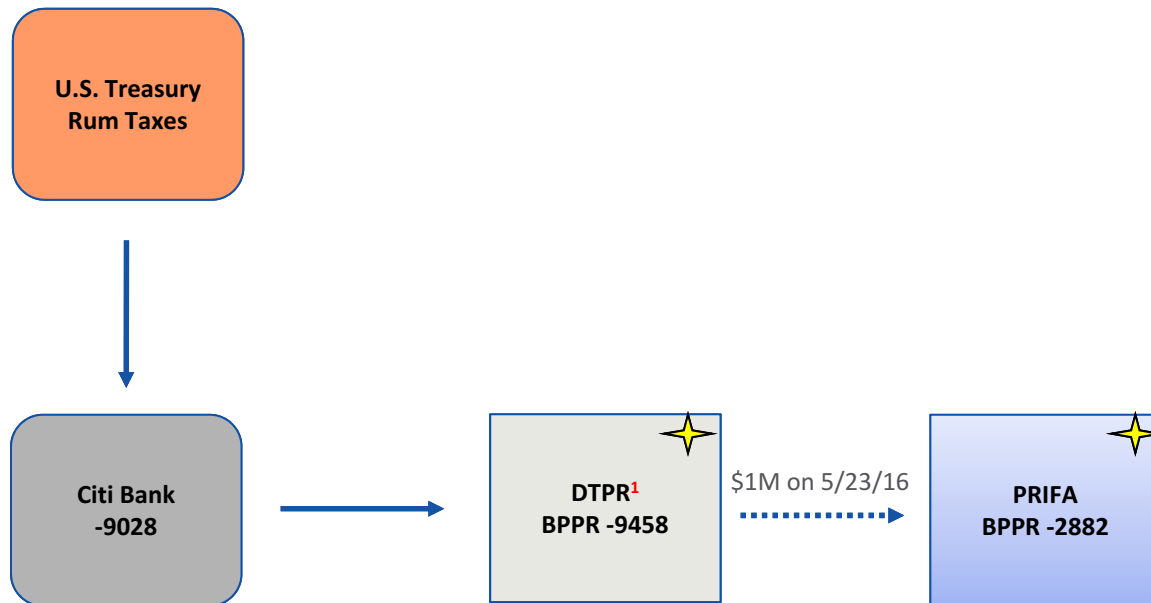 U.S. Treasury
Rum Taxes
Citi Bank
-9028
DTPR¹
BPPR -9458
$1M on 5/23/16
PRIFA
BPPR -2882